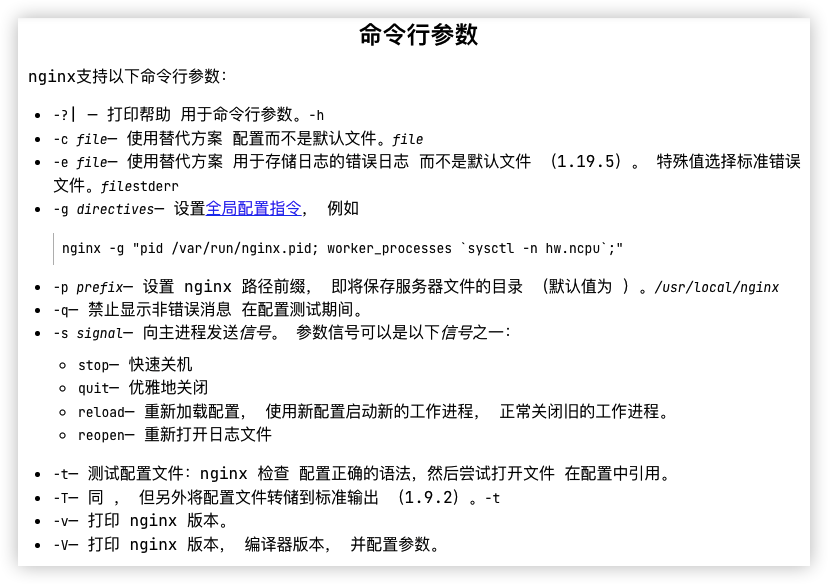 命令行参数
nginx支持以下命令行参数：
-?| — 打印帮助 用于命令行参数。-h
-c file— 使用替代方案 配置而不是默认文件。file
-e file— 使用替代方案 用于存储日志的错误日志 而不是默认文件 （1.19.5）。 特殊值选择标准错误
文件。filestderr
-g directives— 设置全局配置指令， 例如
nginx -g "pid /var/run/nginx.pid; worker_processes `sysctl -n hw.ncpu`;"
-p prefix— 设置 nginx 路径前缀， 即将保存服务器文件的目录 （默认值为 ）。/usr/local/nginx
-q— 禁止显示非错误消息 在配置测试期间。
-s signal— 向主进程发送信号。 参数信号可以是以下信号之一：
stop— 快速关机
quit— 优雅地关闭
reload— 重新加载配置， 使用新配置启动新的工作进程， 正常关闭旧的工作进程。
reopen— 重新打开日志文件
-t— 测试配置文件：nginx 检查 配置正确的语法，然后尝试打开文件 在配置中引用。
-T— 同 ， 但另外将配置文件转储到标准输出 （1.9.2）。-t
-v— 打印 nginx 版本。
-V— 打印 nginx 版本， 编译器版本， 并配置参数。